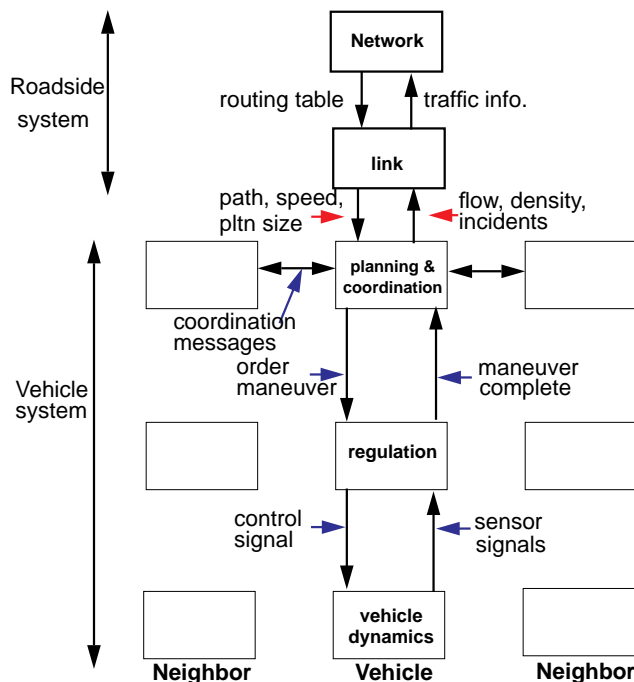 Network
Roadside
system
routing table
traffic info.
link
path, speed,
pltn size
flow, density,
incidents
planning &
coordination
coordination
messages
order
maneuver
maneuver
complete
Vehicle
system
regulation
control
signal
sensor
signals
vehicle
dynamics
Neighbor
Vehicle
Neighbor